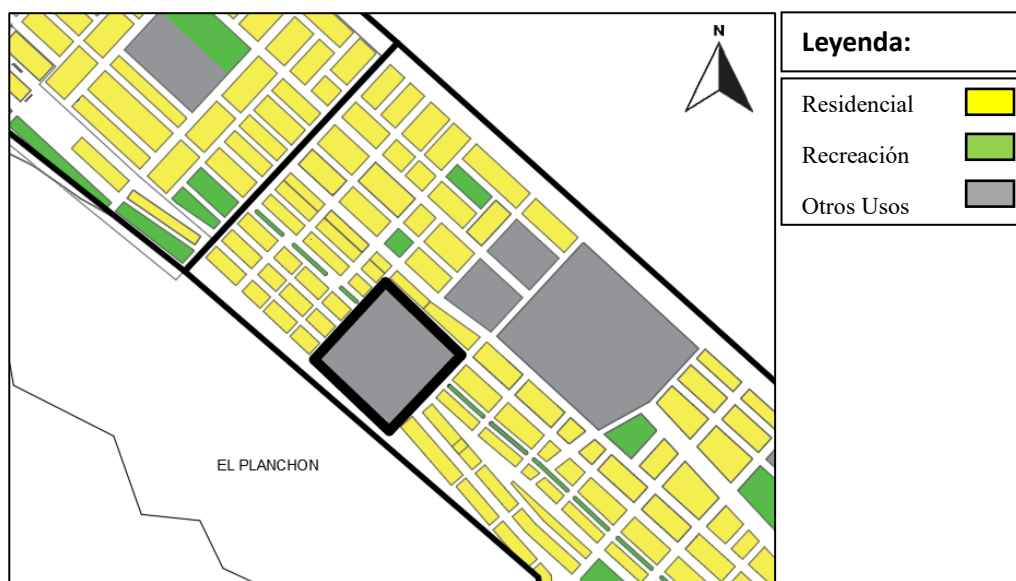 N
Leyenda:
Residencial
Recreación
Otros Usos
EL PLANCHON